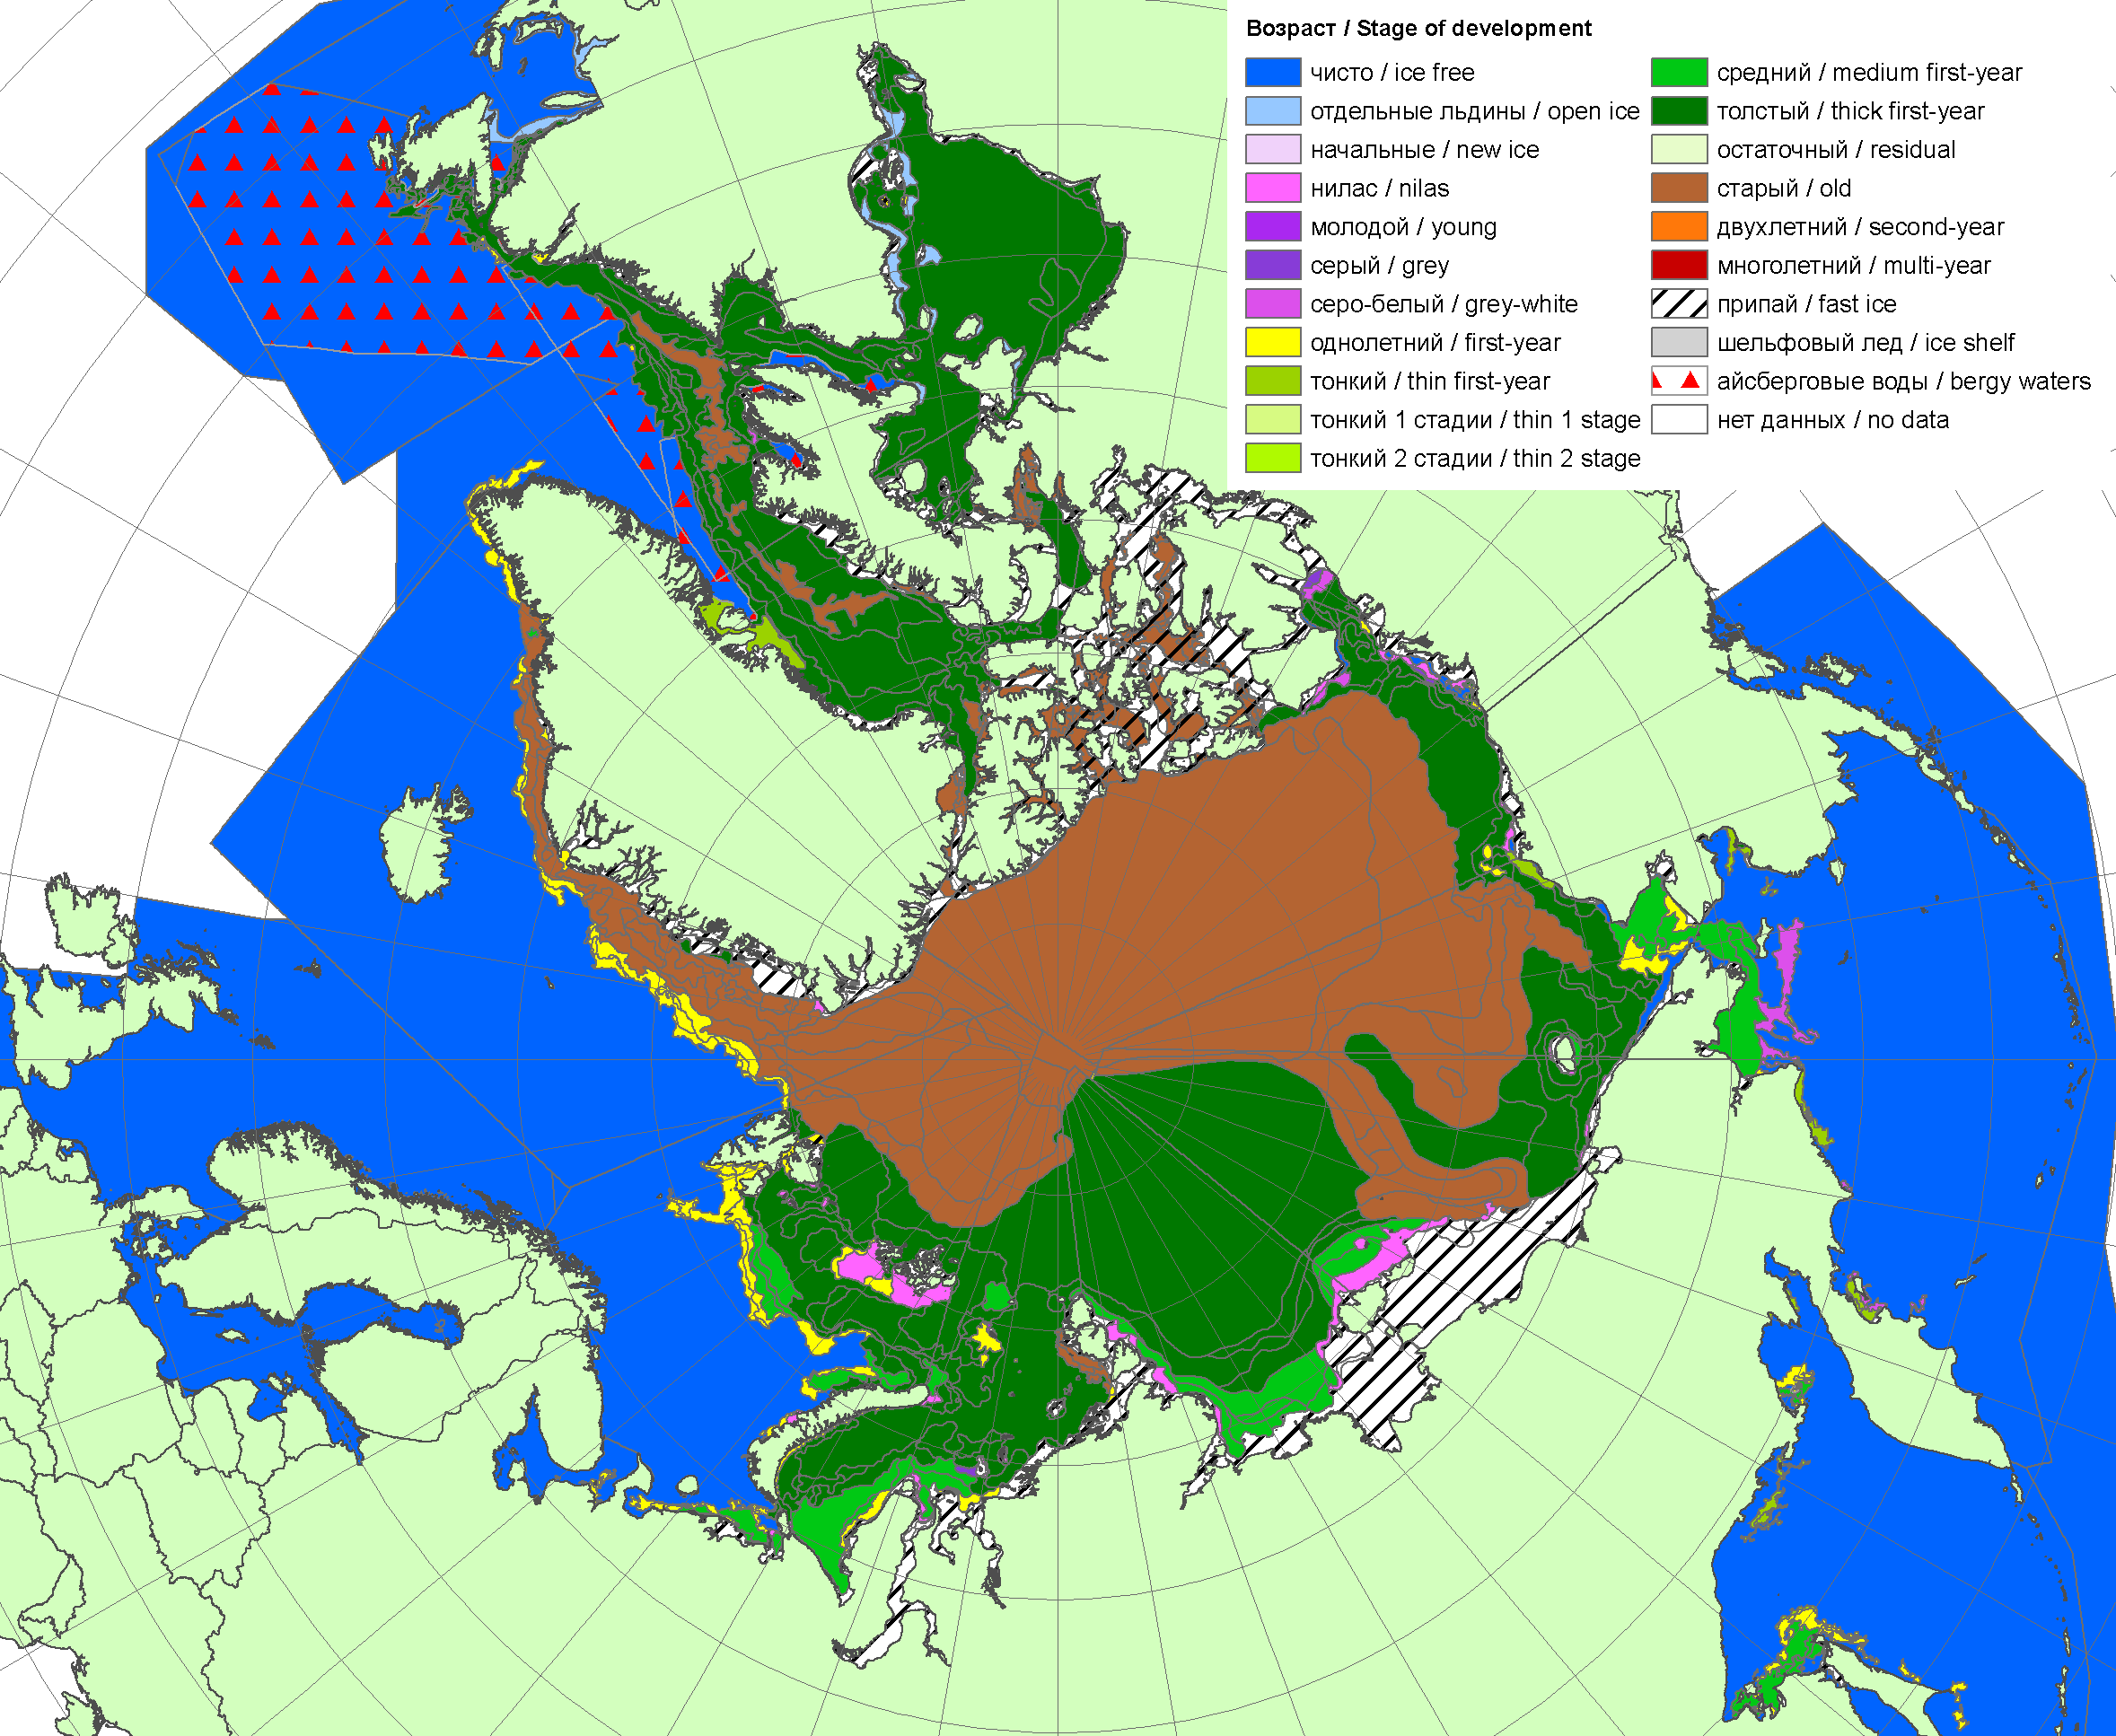 Возраст / Stage of development
чисто / ice free
отдельные льдины / open ice
начальные / new ice
нилас / nilas
молодой / young
серый / grey
серо-белый / grey-white
однолетний / first-year
тонкий / thin first-year
тонкий 1 стадии / thin 1 stage
тонкий 2 стадии / thin 2 stage
средний / medium first-year
толстый / thick first-year
остаточный / residual
старый / old
двухлетний / second-year
многолетний / multi-year
припай / fast ice
шельфовый лед / ice shelf
айсберговые воды / bergy waters
нет данных / no data